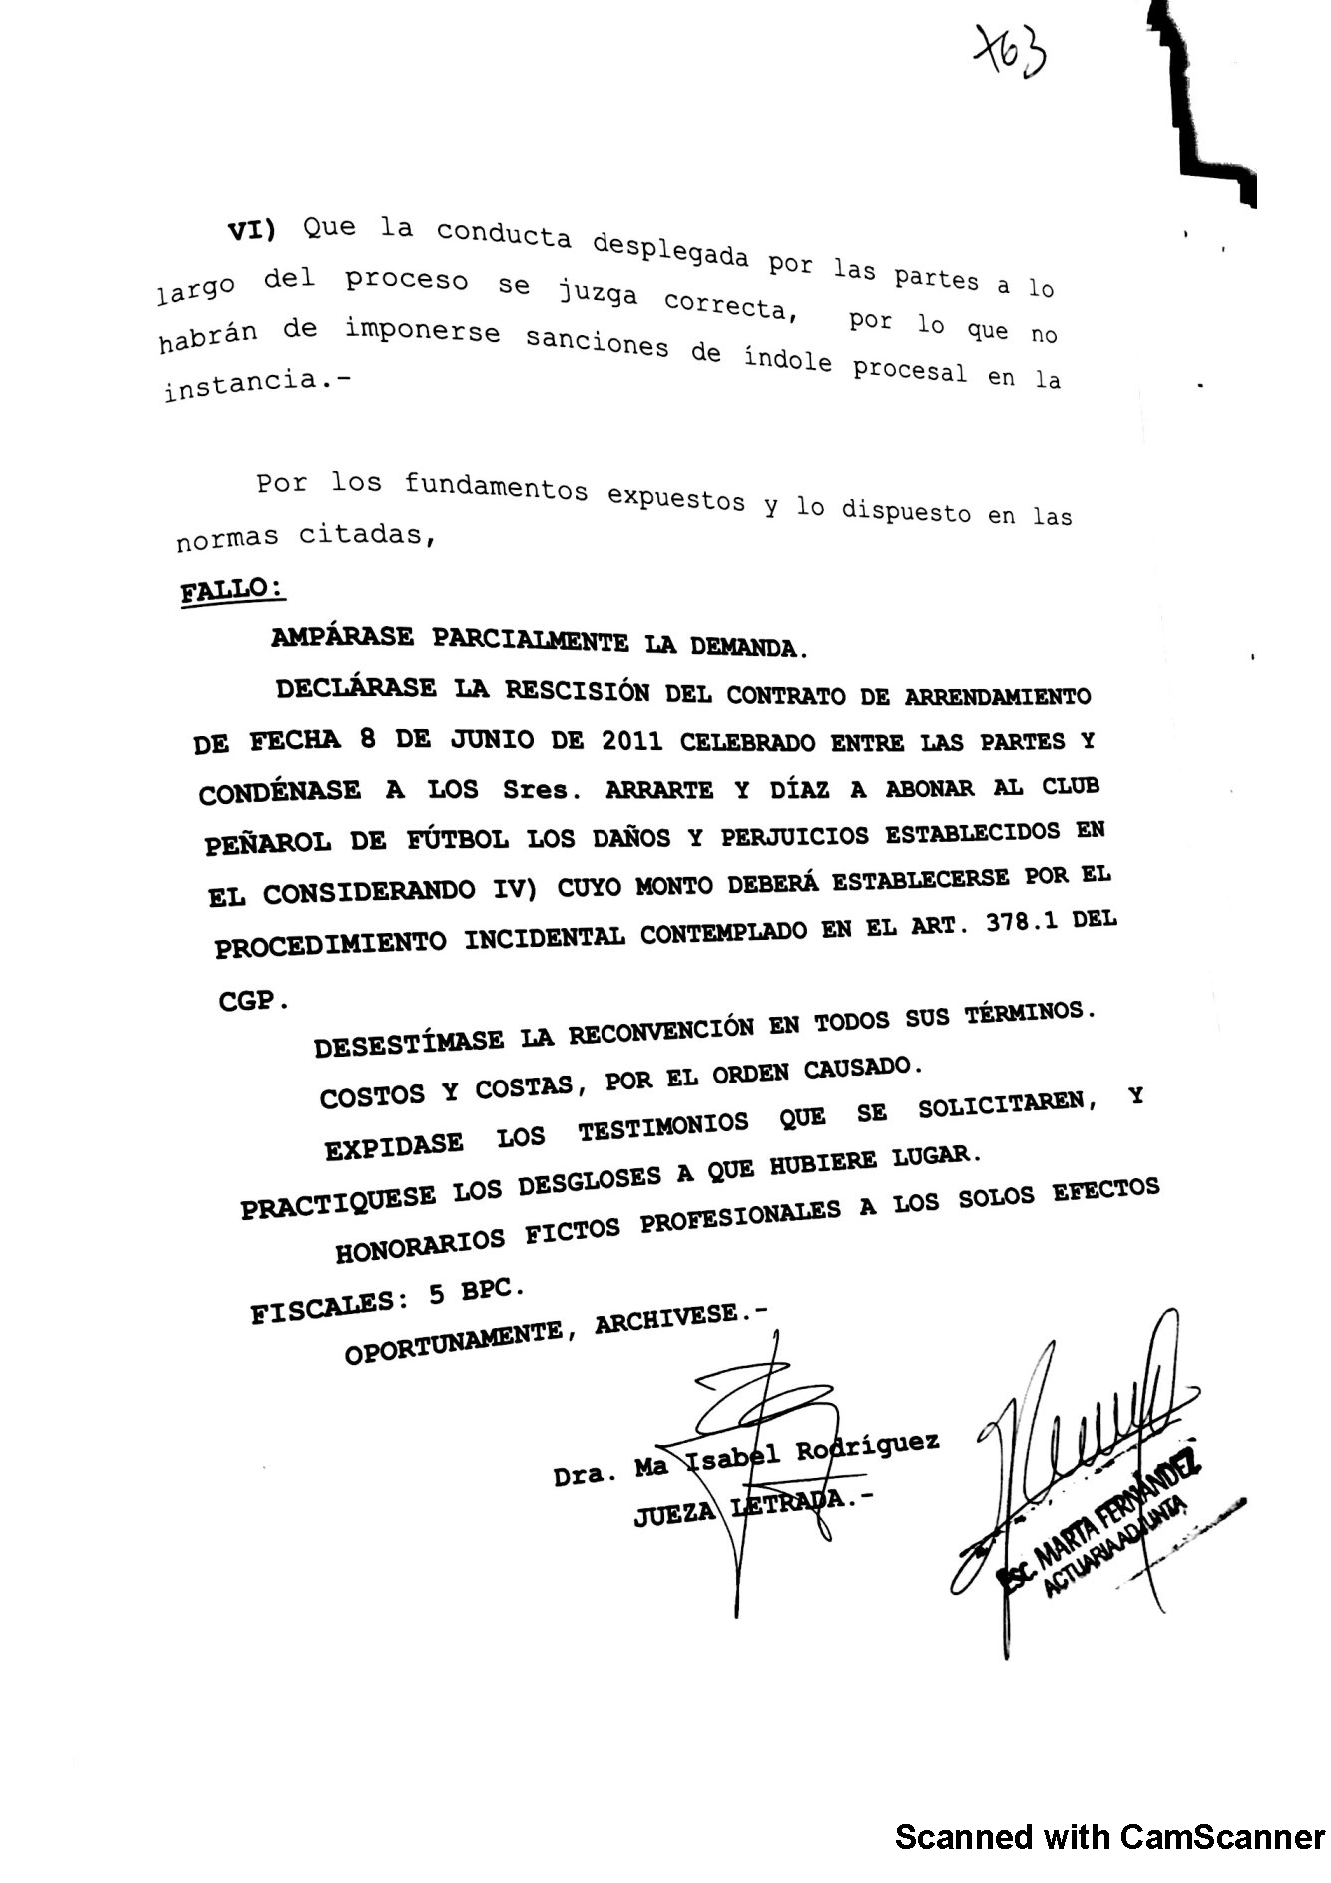 763
VI) Que la conducta desplegada por las partes a lo
largo del proceso se juzga correcta, por lo que no
habrán de imponerse sanciones de índole procesal en la
instancia.-
Por los fundamentos expuestos y lo dispuesto en las
normas citadas,
FALLO:
AMPÁRASE PARCIALMENTE LA DEMANDA.
DECLÁRASE LA RESCISIÓN DEL CONTRATO DE ARRENDAMIENTO
DE FECHA 8 DE JUNIO DE 2011 CELEBRADO ENTRE LAS PARTES Y
CONDÉNASE A LOS Sres. ARRARTE Y DÍAZ A ABONAR AL CLUB
PEÑAROL DE FÚTBOL LOS DAÑOS Y PERJUICIOS ESTABLECIDOS EN
EL CONSIDERANDO IV) CUYO MONTO DEBERÁ ESTABLECERSE POR EL
PROCEDIMIENTO INCIDENTAL CONTEMPLADO EN EL ART. 378.1 DEL
CGP.
DESESTÍMASE LA RECONVENCIÓN EN TODOS SUS TÉRMINOS.
COSTOS Y COSTAS, POR EL ORDEN CAUSADO.
EXPIDASE LOS TESTIMONIOS QUE SE SOLICITAREN, Y
PRACTIQUESE LOS DESGLOSES A QUE HUBIERE LUGAR.
HONORARIOS FICTOS PROFESIONALES A LOS SOLOS EFECTOS
FISCALES: 5 BPC.
OPORTUNAMENTE, ARCHIVESE.-
Dra. Ma Isabel Rodríguez
JUEZA LETRADA.-
ESC. MARTA FERNÁNDEZ
ACTUARIA ADJUNTA
Scanned with CamScanner